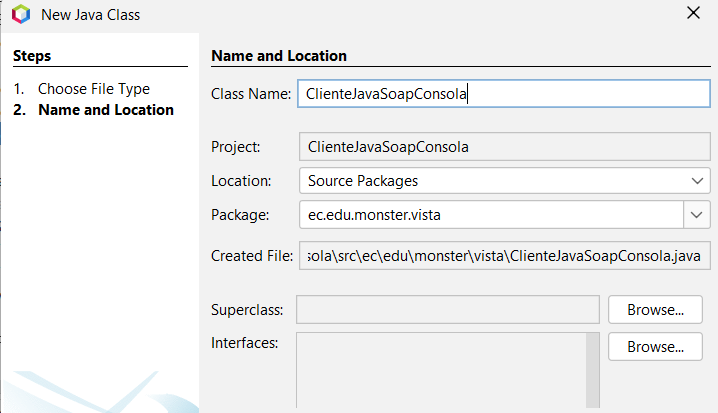 New Java Class
Steps
1. Choose File Type
2. Name and Location
Name and Location
Class Name: ClienteJavaSoapConsola
Project: ClienteJavaSoapConsola
Location: Source Packages
Package: ec.edu.monster.vista
Created File: sola\src\ec\edu\monster\vista\ClienteJavaSoapConsola.java
Superclass: Browse...
Interfaces: Browse...